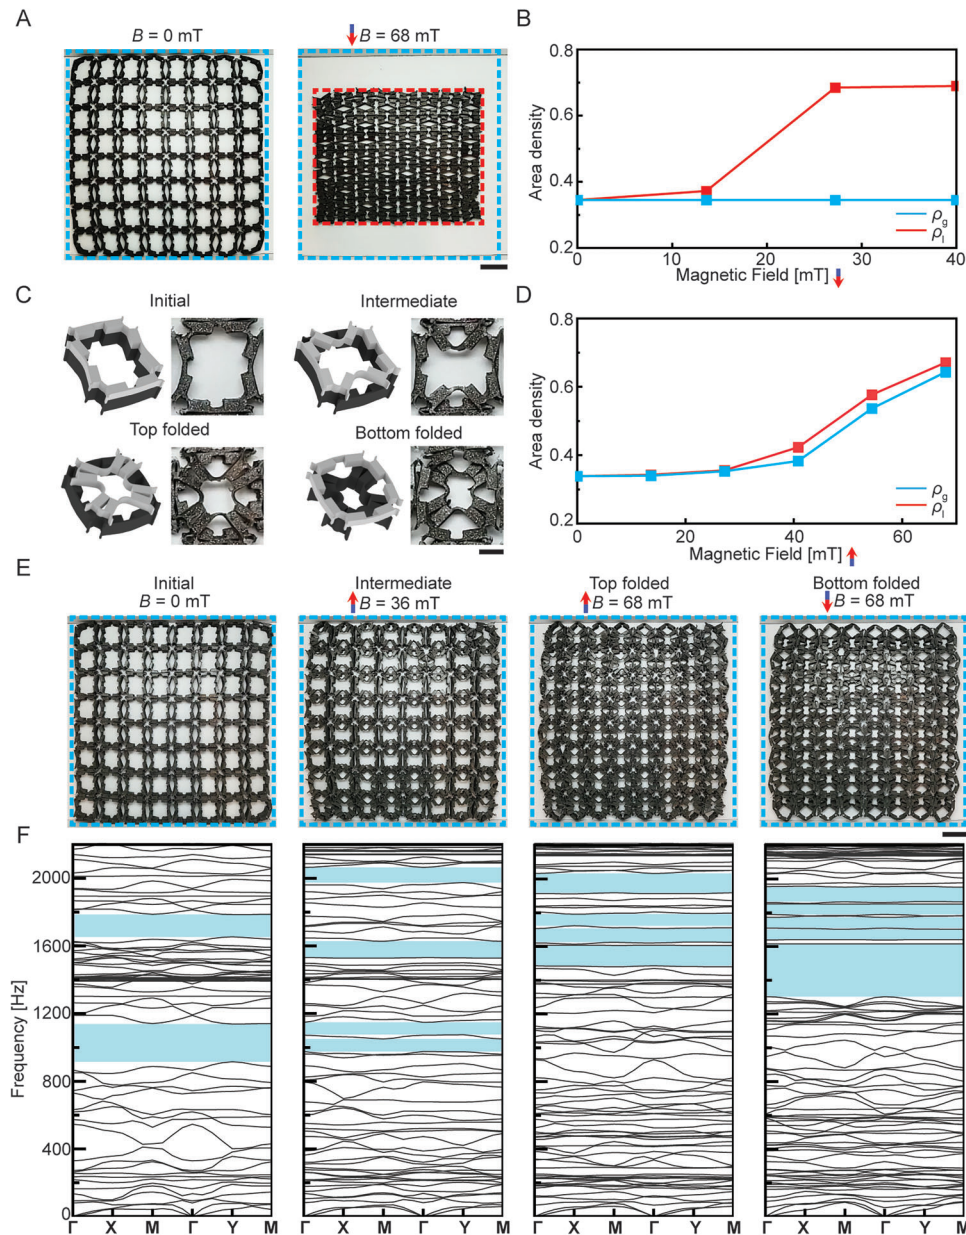 A
B = 0 mT
B = 68 mT
B
Area density
0.8
0.6
0.4
0.2
0
10
20
30
40
ρg
ρl
Magnetic Field [mT]
C
Initial
Intermediate
Top folded
Bottom folded
D
Area density
0.8
0.6
0.4
0.2
0
20
40
60
ρg
ρl
Magnetic Field [mT]
E
Initial
B = 0 mT
Intermediate
B = 36 mT
Top folded
B = 68 mT
Bottom folded
B = 68 mT
F
Frequency [Hz]
2000
1600
1200
800
400
0
Γ X M Γ Y M
Γ X M Γ Y M
Γ X M Γ Y M
Γ X M Γ Y M